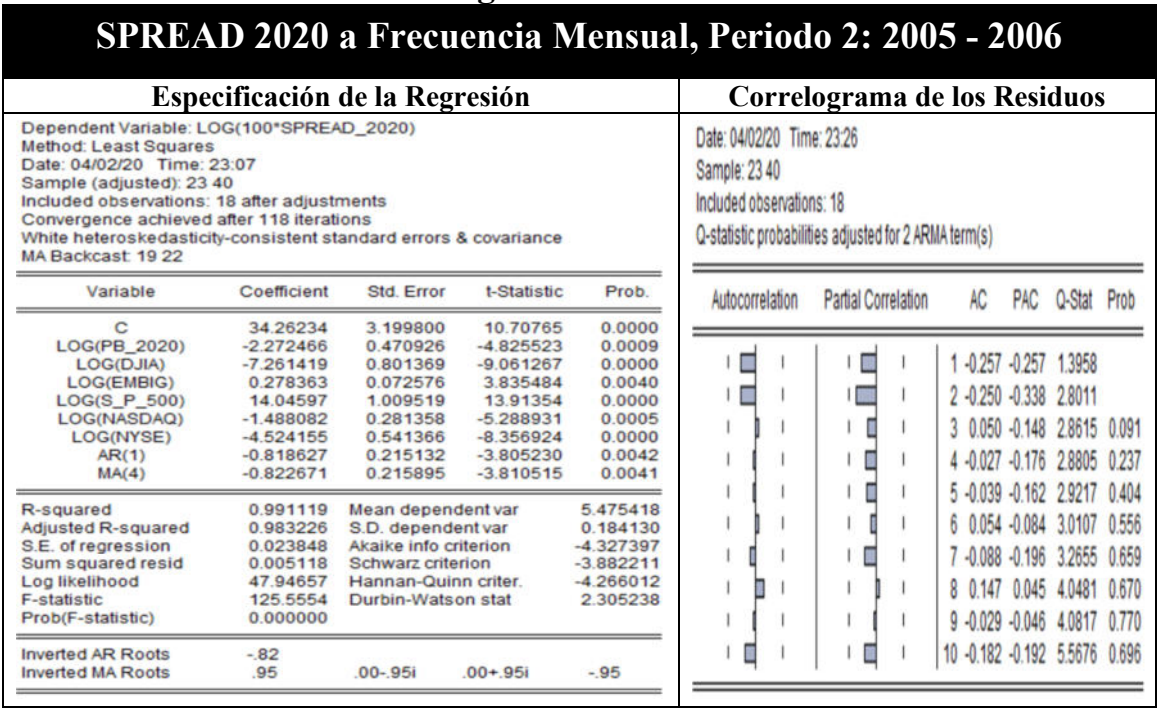 SPREAD 2020 a Frecuencia Mensual, Periodo 2: 2005 - 2006
Especificación de la Regresión
Dependent Variable: LOG(100*SPREAD_2020)
Method: Least Squares
Date: 04/02/20 Time: 23:07
Sample (adjusted): 23 40
Included observations: 18 after adjustments
Convergence achieved after 118 iterations
White heteroskedasticity-consistent standard errors & covariance
MA Backcast: 19 22
Variable Coefficient Std. Error t-Statistic Prob.
C 34.26234 3.199800 10.70765 0.0000
LOG(PB_2020) -2.272466 0.470926 -4.825523 0.0009
LOG(DJIA) -7.261419 0.801369 -9.061267 0.0000
LOG(EMBIG) 0.278363 0.072576 3.835484 0.0040
LOG(S_P_500) 14.04597 1.009519 13.91354 0.0000
LOG(NASDAQ) -1.488082 0.281358 -5.288931 0.0005
LOG(NYSE) -4.524155 0.541366 -8.356924 0.0000
AR(1) -0.818627 0.215132 -3.805230 0.0042
MA(4) -0.822671 0.215895 -3.810515 0.0041
R-squared 0.991119 Mean dependent var 5.475418
Adjusted R-squared 0.983226 S.D. dependent var 0.184130
S.E. of regression 0.023848 Akaike info criterion -4.327397
Sum squared resid 0.005118 Schwarz criterion -3.882211
Log likelihood 47.94657 Hannan-Quinn criter. -4.266012
F-statistic 125.5554 Durbin-Watson stat 2.305238
Prob(F-statistic) 0.000000
Inverted AR Roots -.82
Inverted MA Roots .95 .00-.95i .00+.95i -.95
Correlograma de los Residuos
Date: 04/02/20 Time: 23:26
Sample: 23 40
Included observations: 18
Q-statistic probabilities adjusted for 2 ARMA term(s)
Autocorrelation Partial Correlation AC PAC Q-Stat Prob
1 -0.257 -0.257 1.3958
2 -0.250 -0.338 2.8011
3 0.050 -0.148 2.8615 0.091
4 -0.027 -0.176 2.8805 0.237
5 -0.039 -0.162 2.9217 0.404
6 0.054 -0.084 3.0107 0.556
7 -0.088 -0.196 3.2655 0.659
8 0.147 0.045 4.0481 0.670
9 -0.029 -0.046 4.0817 0.770
10 -0.182 -0.192 5.5676 0.696